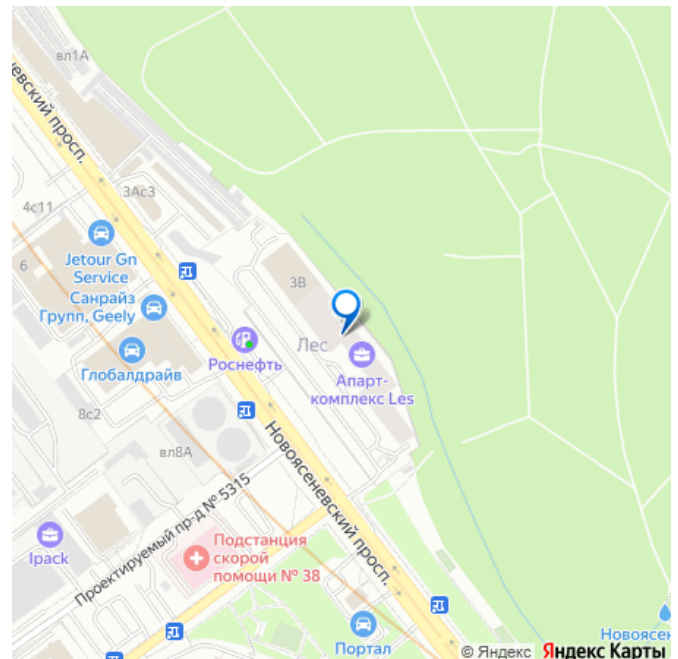 вл1А
невский просп.
3Ас3
4с11
6
Jetour Gn
Service
Санрайз
Групп, Geely
3В
Роснефть
Лес
Апарт-
комплекс Les
Глобалдрайв
8с2
вл8А
Новоясеневский просп.
Проектируемый пр-д № 5315
Ipack
Подстанция
скорой
помощи № 38
Портал
Новоясен
© Яндекс Яндекс Карты